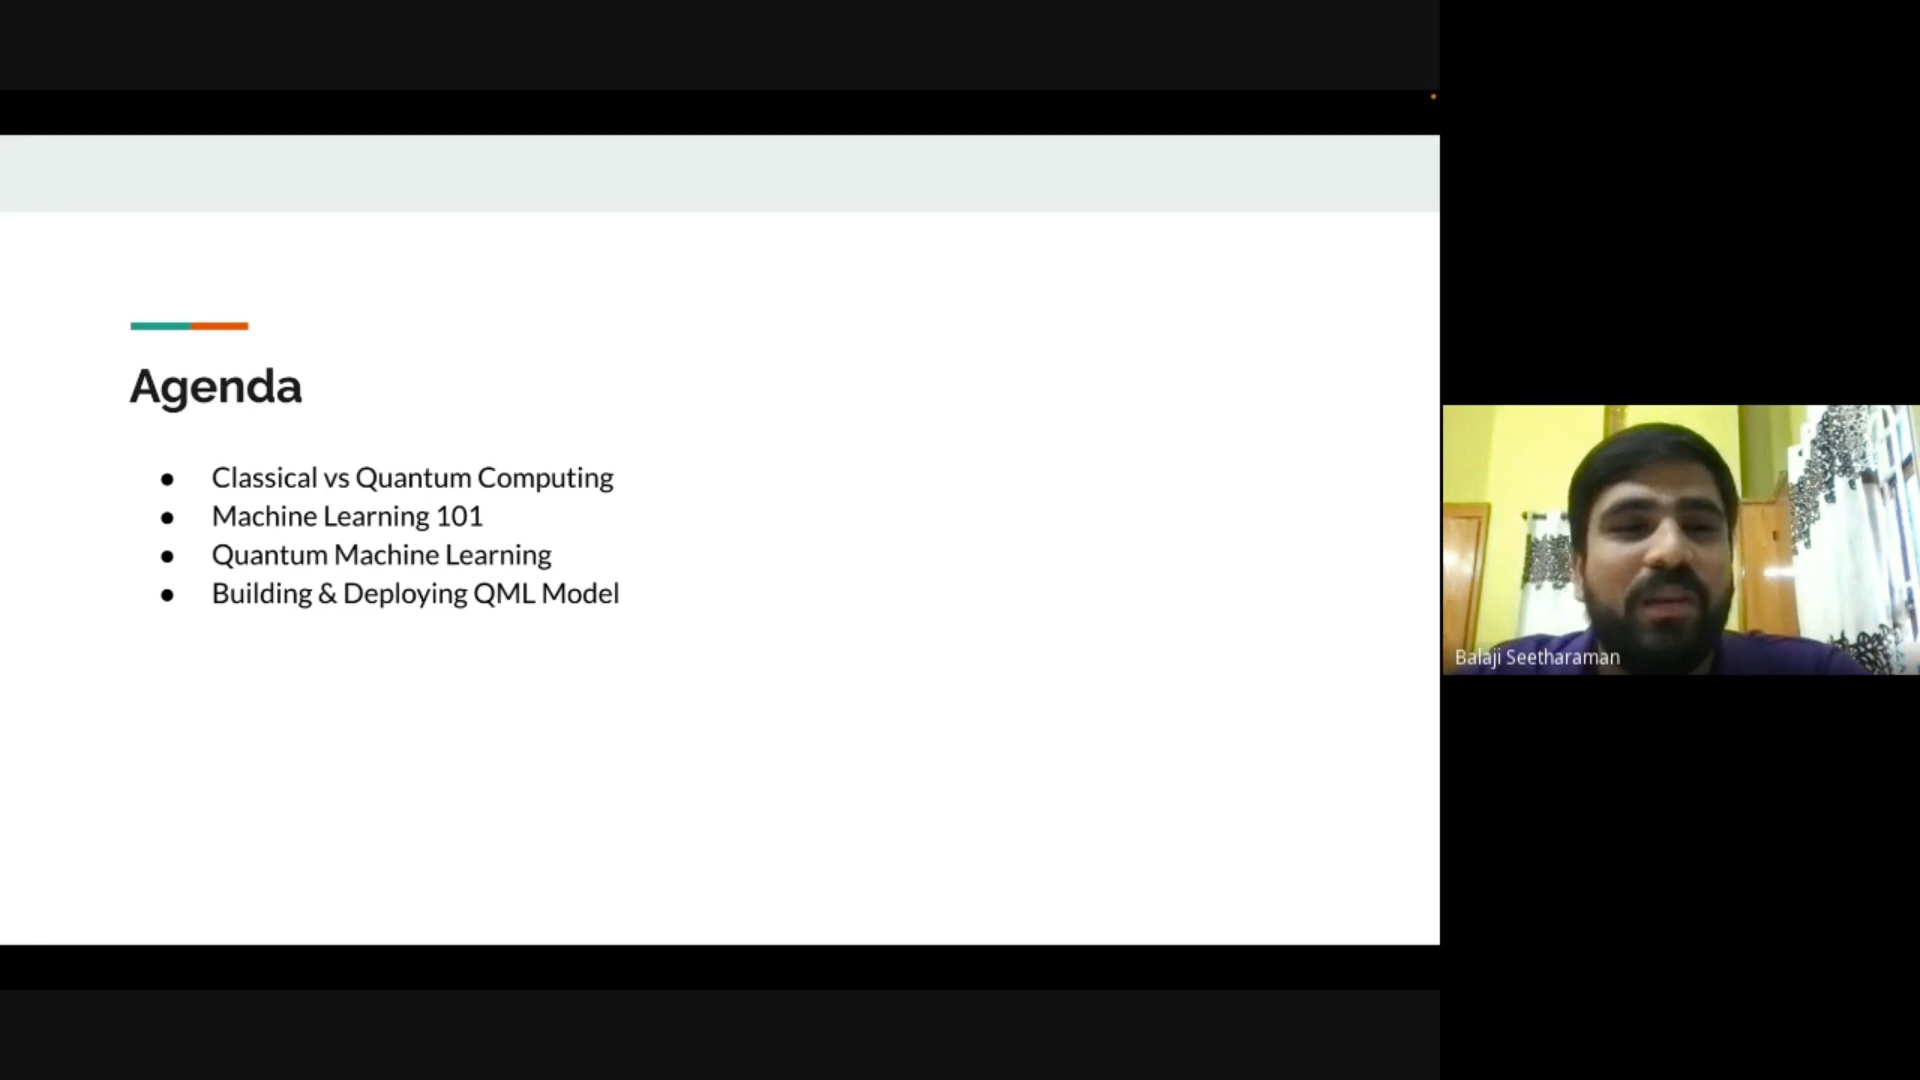 Agenda
● Classical vs Quantum Computing
● Machine Learning 101
● Quantum Machine Learning
● Building & Deploying QML Model
Balaji Seetharaman